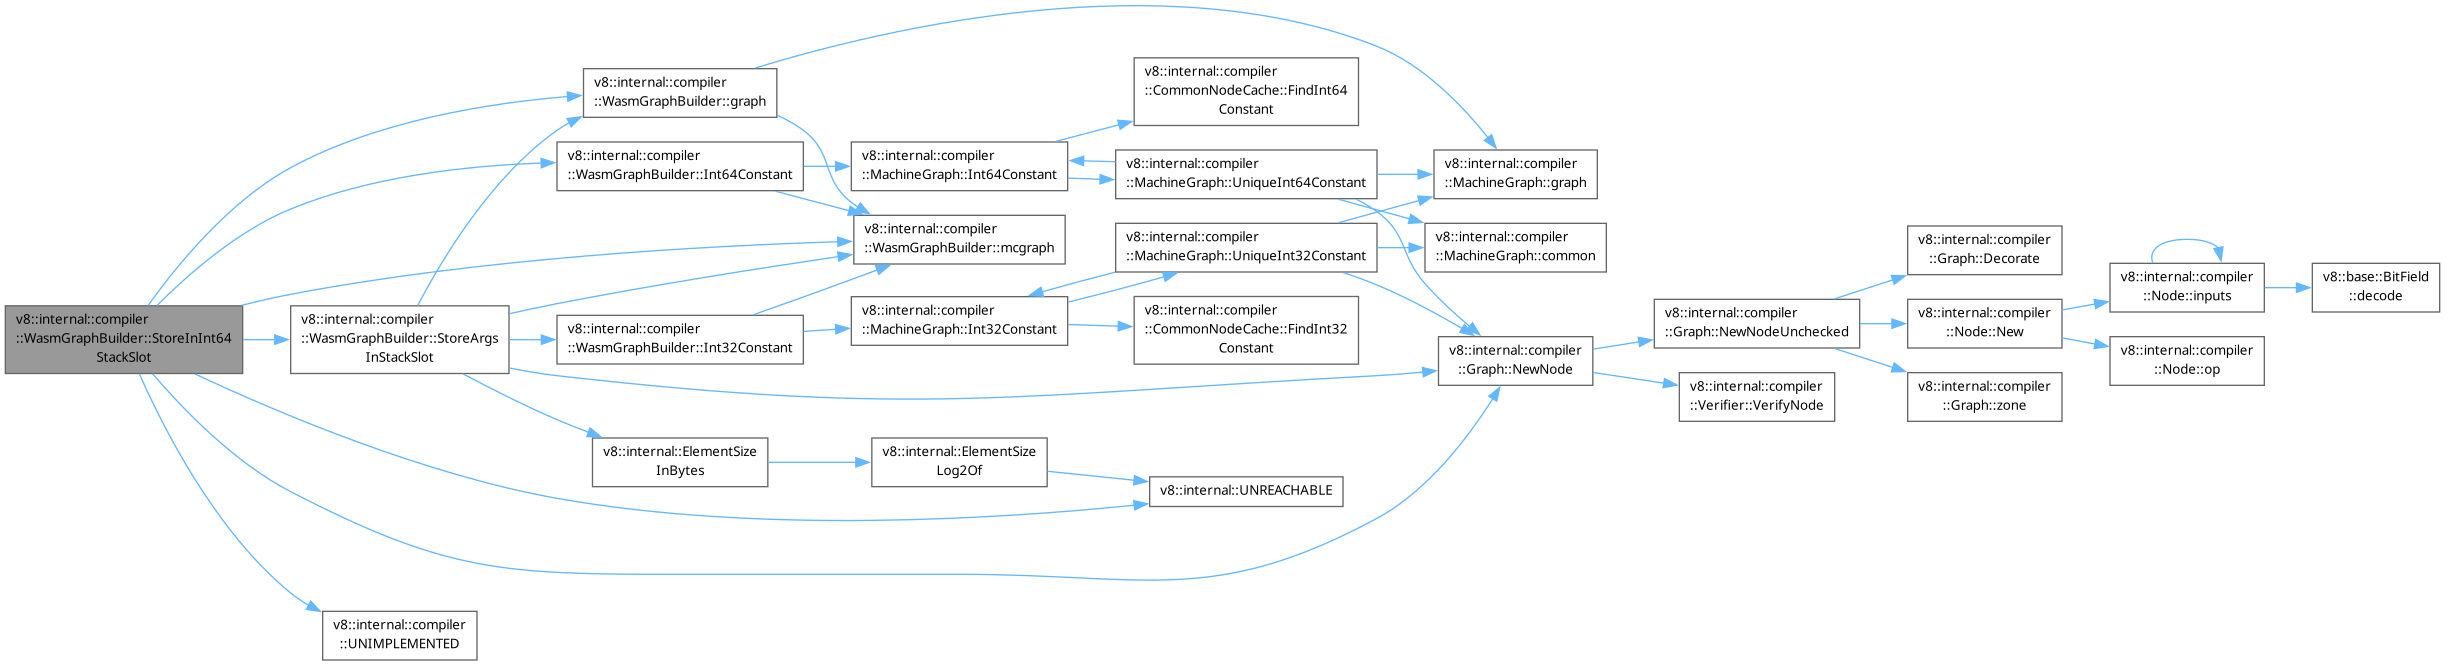 v8::internal::compiler
::WasmGraphBuilder::StoreInInt64
StackSlot
v8::internal::compiler
::WasmGraphBuilder::graph
v8::internal::compiler
::WasmGraphBuilder::Int64Constant
v8::internal::compiler
::WasmGraphBuilder::mcgraph
v8::internal::compiler
::WasmGraphBuilder::StoreArgs
InStackSlot
v8::internal::compiler
::UNIMPLEMENTED
v8::internal::compiler
::WasmGraphBuilder::Int32Constant
v8::internal::ElementSize
InBytes
v8::internal::compiler
::MachineGraph::Int64Constant
v8::internal::compiler
::MachineGraph::Int32Constant
v8::internal::ElementSize
Log2Of
v8::internal::compiler
::CommonNodeCache::FindInt64
Constant
v8::internal::compiler
::MachineGraph::UniqueInt64Constant
v8::internal::compiler
::MachineGraph::UniqueInt32Constant
v8::internal::compiler
::CommonNodeCache::FindInt32
Constant
v8::internal::UNREACHABLE
v8::internal::compiler
::MachineGraph::graph
v8::internal::compiler
::MachineGraph::common
v8::internal::compiler
::Graph::NewNode
v8::internal::compiler
::Graph::NewNodeUnchecked
v8::internal::compiler
::Verifier::VerifyNode
v8::internal::compiler
::Graph::Decorate
v8::internal::compiler
::Node::New
v8::internal::compiler
::Graph::zone
v8::internal::compiler
::Node::inputs
v8::internal::compiler
::Node::op
v8::base::BitField
::decode